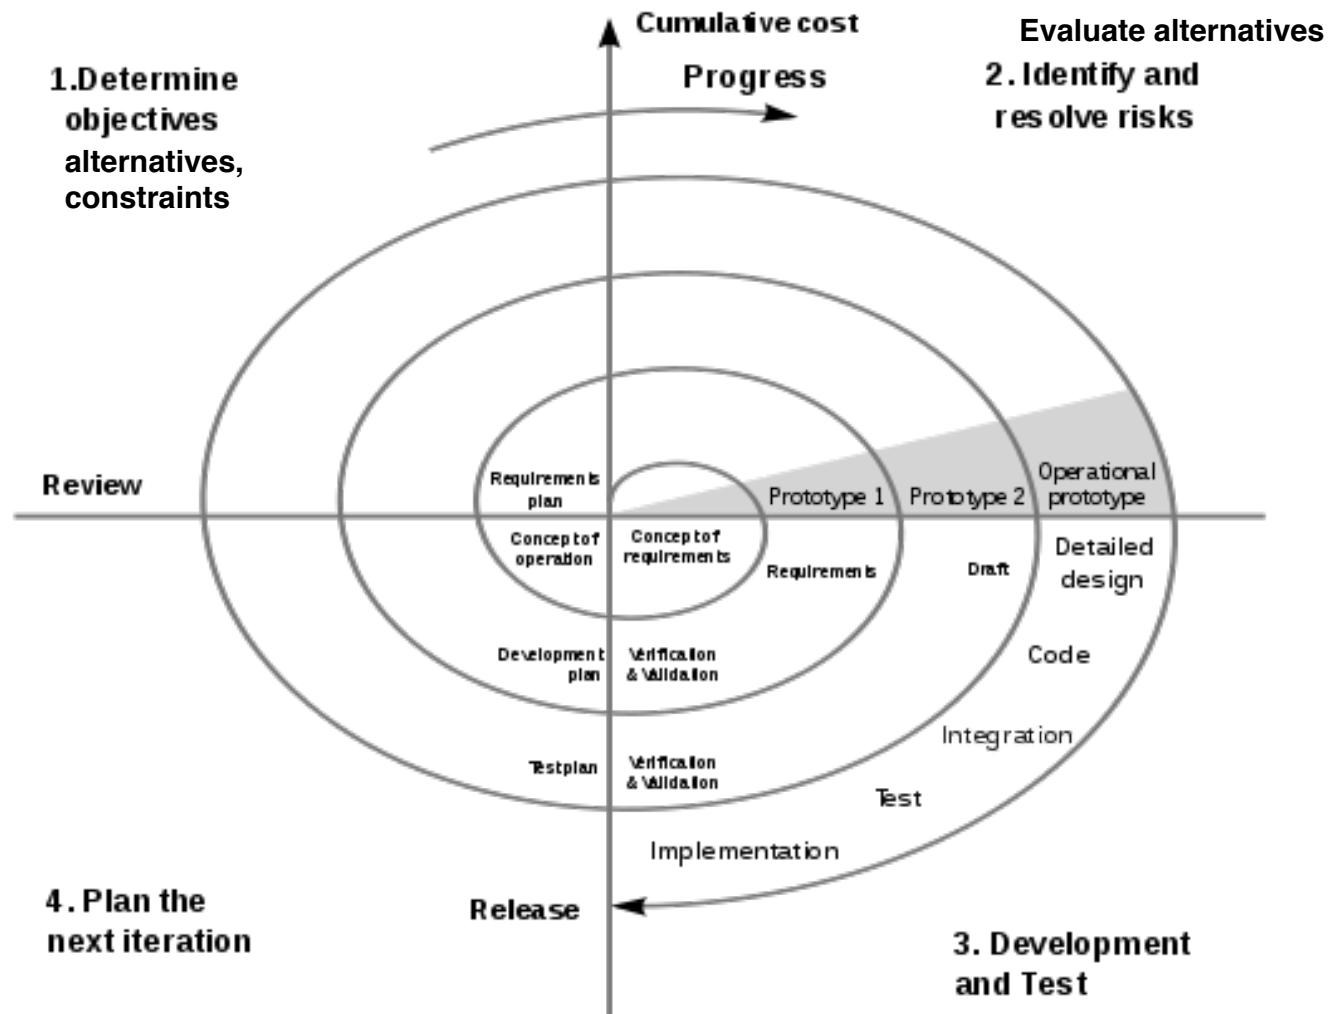 Cumulative cost
Progress
Evaluate alternatives
1.Determine
objectives
alternatives,
constraints
2. Identify and
resolve risks
Review
Requirements
plan
Prototype 1
Prototype 2
Operational
prototype
Concept of
operation
Concept of
requirements
Requirements
Draft
Detailed
design
Code
Development
plan
Verification
& Validation
Integration
Testplan
Verification
& Validation
Test
Implementation
Release
4. Plan the
next iteration
3. Development
and Test